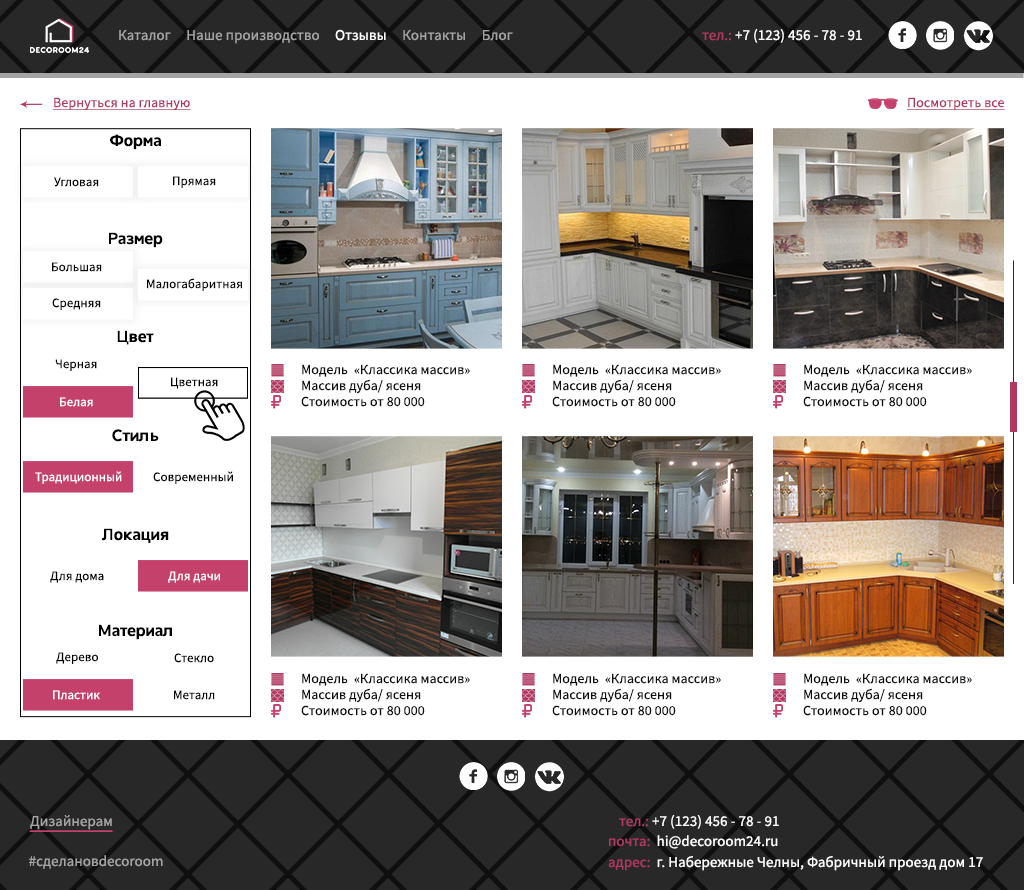 DECOROOM24
Каталог Наше производство Отзывы Контакты Блог
тел.: +7 (123) 456 - 78 - 91
Вернуться на главную
Посмотреть все
Форма
Угловая
Прямая
Размер
Большая
Малогабаритная
Средняя
Цвет
Черная
Цветная
Белая
Стиль
Традиционный
Современный
Локация
Для дома
Для дачи
Материал
Дерево
Стекло
Пластик
Металл
Модель «Классика массив»
Массив дуба/ ясеня
Стоимость от 80 000
Модель «Классика массив»
Массив дуба/ ясеня
Стоимость от 80 000
Модель «Классика массив»
Массив дуба/ ясеня
Стоимость от 80 000
Модель «Классика массив»
Массив дуба/ ясеня
Стоимость от 80 000
Модель «Классика массив»
Массив дуба/ ясеня
Стоимость от 80 000
Модель «Классика массив»
Массив дуба/ ясеня
Стоимость от 80 000
Дизайнерам
#сделановdecoroom
тел.: +7 (123) 456 - 78 - 91
почта: hi@decoroom24.ru
адрес: г. Набережные Челны, Фабричный проезд дом 17